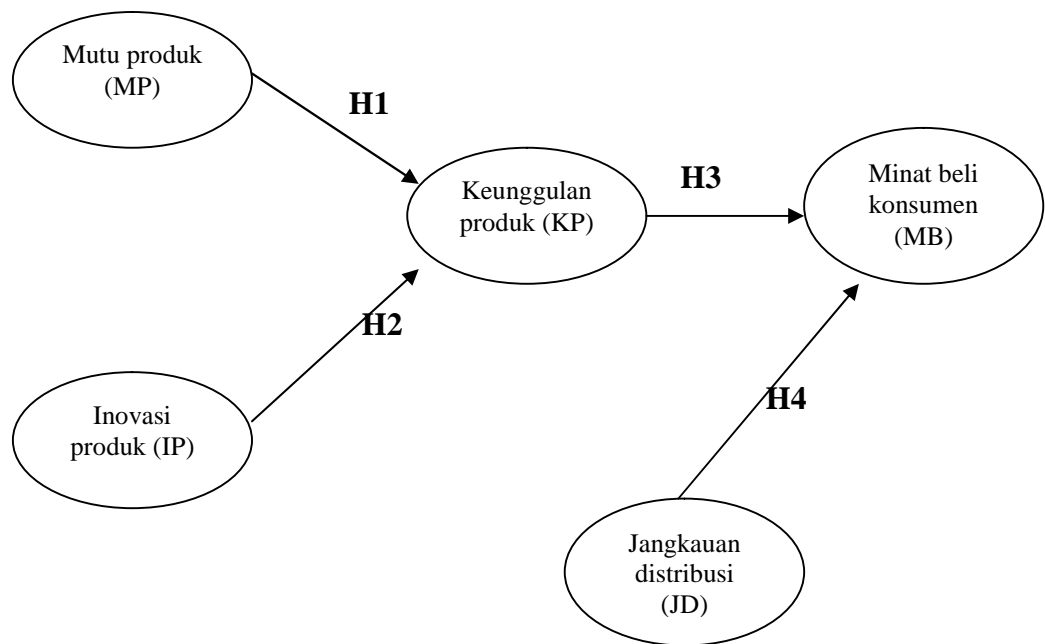 Mutu produk
(MP)
H1
Keunggulan
produk (KP)
H3
Minat beli
konsumen
(MB)
H2
Inovasi
produk (IP)
H4
Jangkauan
distribusi
(JD)